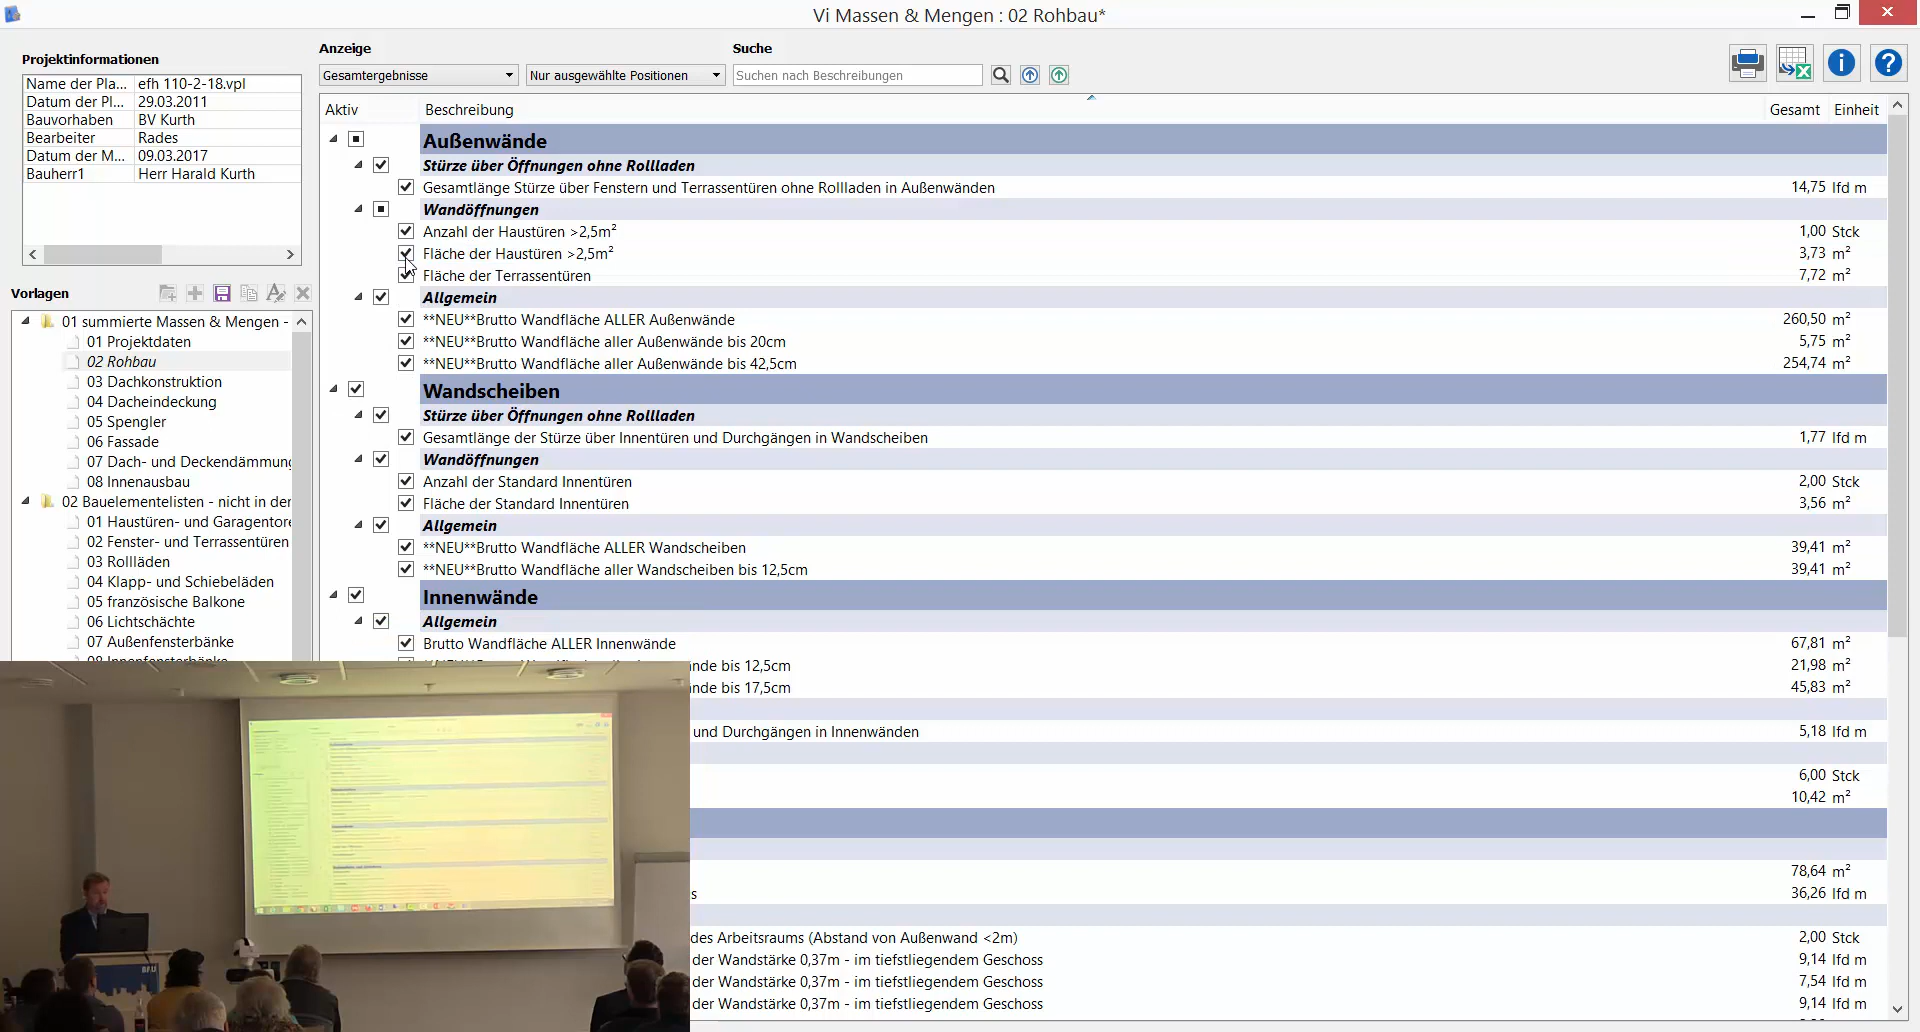 Vi Massen & Mengen : 02 Rohbau*
Projektinformationen
Name der Pla... efh 110-2-18.vpl
Datum der Pl... 29.03.2011
Bauvorhaben BV Kurth
Bearbeiter Rades
Datum der M... 09.03.2017
Bauherr1 Herr Harald Kurth
Vorlagen
01 summierte Massen & Mengen -
01 Projektdaten
02 Rohbau
03 Dachkonstruktion
04 Dacheindeckung
05 Spengler
06 Fassade
07 Dach- und Deckendämmung
08 Innenausbau
02 Bauelementelisten - nicht in der
01 Haustüren- und Garagentore
02 Fenster- und Terrassentüren
03 Rollläden
04 Klapp- und Schiebeläden
05 französische Balkone
06 Lichtschächte
07 Außenfensterbänke
08 Innenfensterbänke
Anzeige
Suche
Gesamtergebnisse
Nur ausgewählte Positionen
Suchen nach Beschreibungen
Aktiv Beschreibung Gesamt Einheit
Außenwände
Stürze über Öffnungen ohne Rollladen
Gesamtlänge Stürze über Fenstern und Terrassentüren ohne Rollladen in Außenwänden 14,75 lfd m
Wandöffnungen
Anzahl der Haustüren >2,5m² 1,00 Stck
Fläche der Haustüren >2,5m² 3,73 m²
Fläche der Terrassentüren 7,72 m²
Allgemein
**NEU**Brutto Wandfläche ALLER Außenwände 260,50 m²
**NEU**Brutto Wandfläche aller Außenwände bis 20cm 5,75 m²
**NEU**Brutto Wandfläche aller Außenwände bis 42,5cm 254,74 m²
Wandscheiben
Stürze über Öffnungen ohne Rollladen
Gesamtlänge der Stürze über Innentüren und Durchgängen in Wandscheiben 1,77 lfd m
Wandöffnungen
Anzahl der Standard Innentüren 2,00 Stck
Fläche der Standard Innentüren 3,56 m²
Allgemein
**NEU**Brutto Wandfläche ALLER Wandscheiben 39,41 m²
**NEU**Brutto Wandfläche aller Wandscheiben bis 12,5cm 39,41 m²
Innenwände
Allgemein
Brutto Wandfläche ALLER Innenwände 67,81 m²
nde bis 12,5cm 21,98 m²
nde bis 17,5cm 45,83 m²
und Durchgängen in Innenwänden 5,18 lfd m
6,00 Stck
10,42 m²
78,64 m²
s 36,26 lfd m
des Arbeitsraums (Abstand von Außenwand <2m) 2,00 Stck
der Wandstärke 0,37m - im tiefstliegendem Geschoss 9,14 lfd m
der Wandstärke 0,37m - im tiefstliegendem Geschoss 7,54 lfd m
der Wandstärke 0,37m - im tiefstliegendem Geschoss 9,14 lfd m